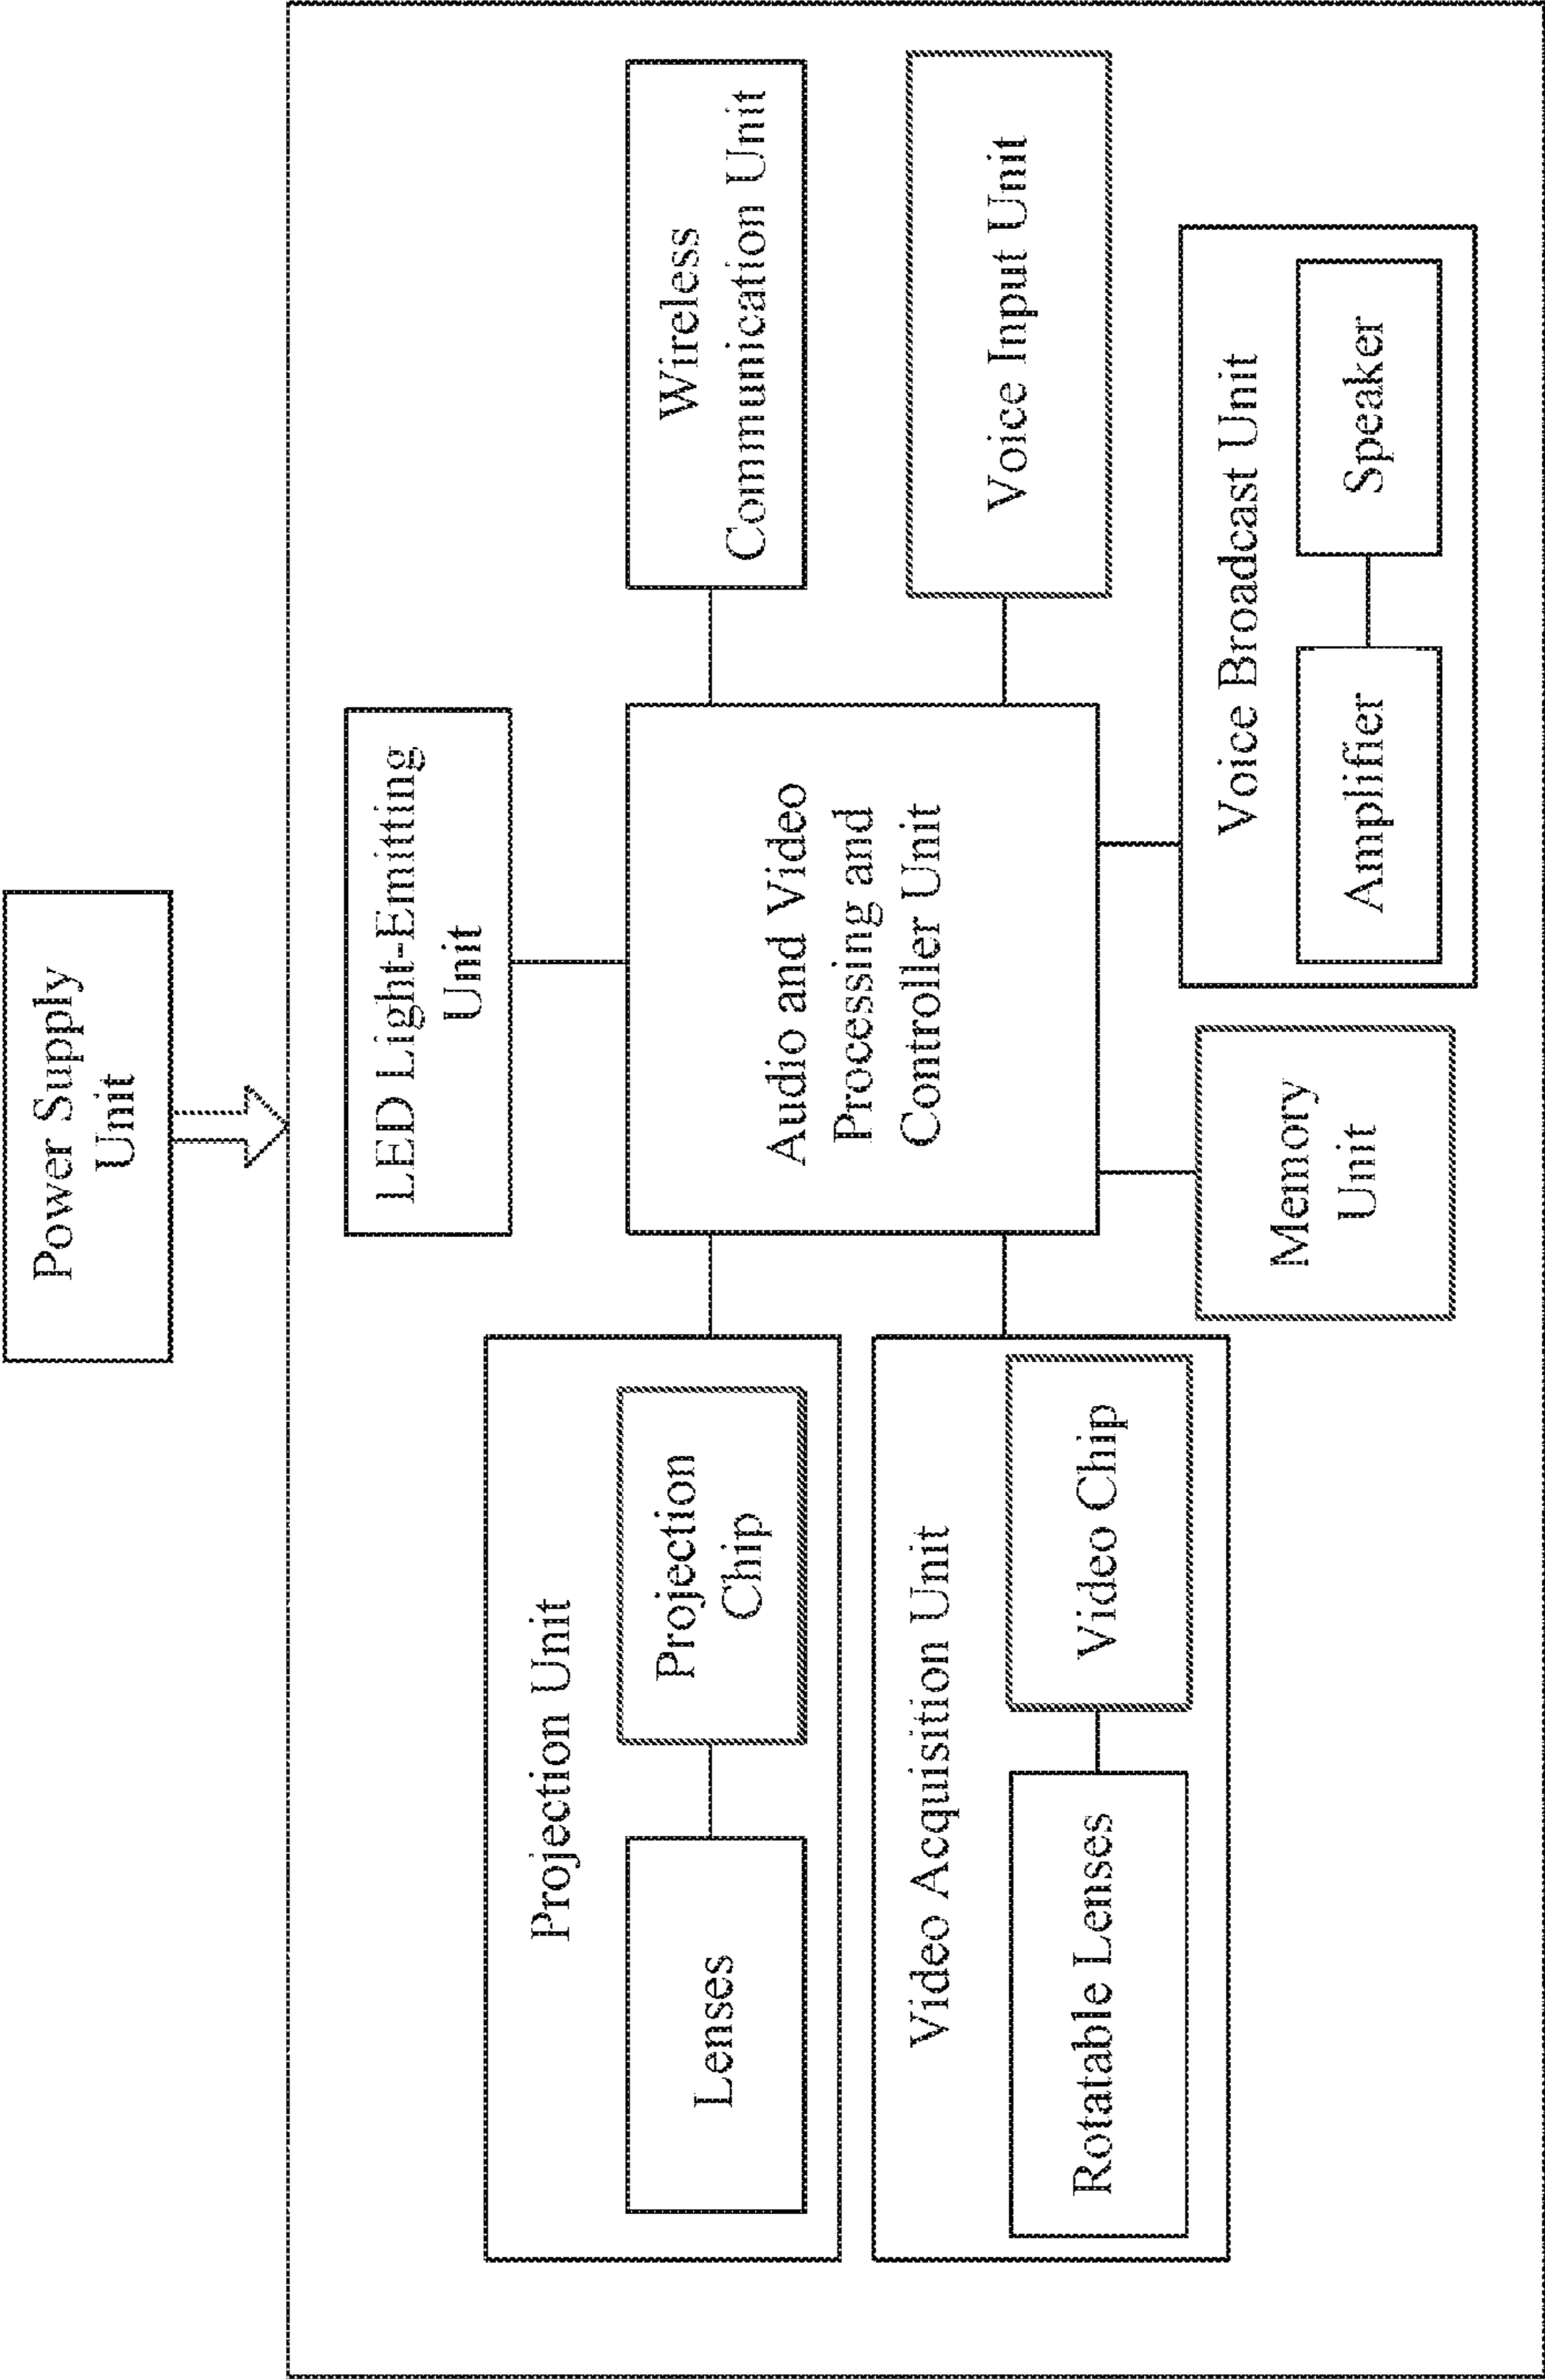 Power Supply
Unit
LED Light-Emitting
Unit
Projection Unit
Lenses
Projection
Chip
Audio and Video
Processing and
Controller Unit
Wireless
Communication Unit
Video Acquisition Unit
Rotatable Lenses
Video Chip
Voice Input Unit
Memory
Unit
Voice Broadcast Unit
Amplifier
Speaker